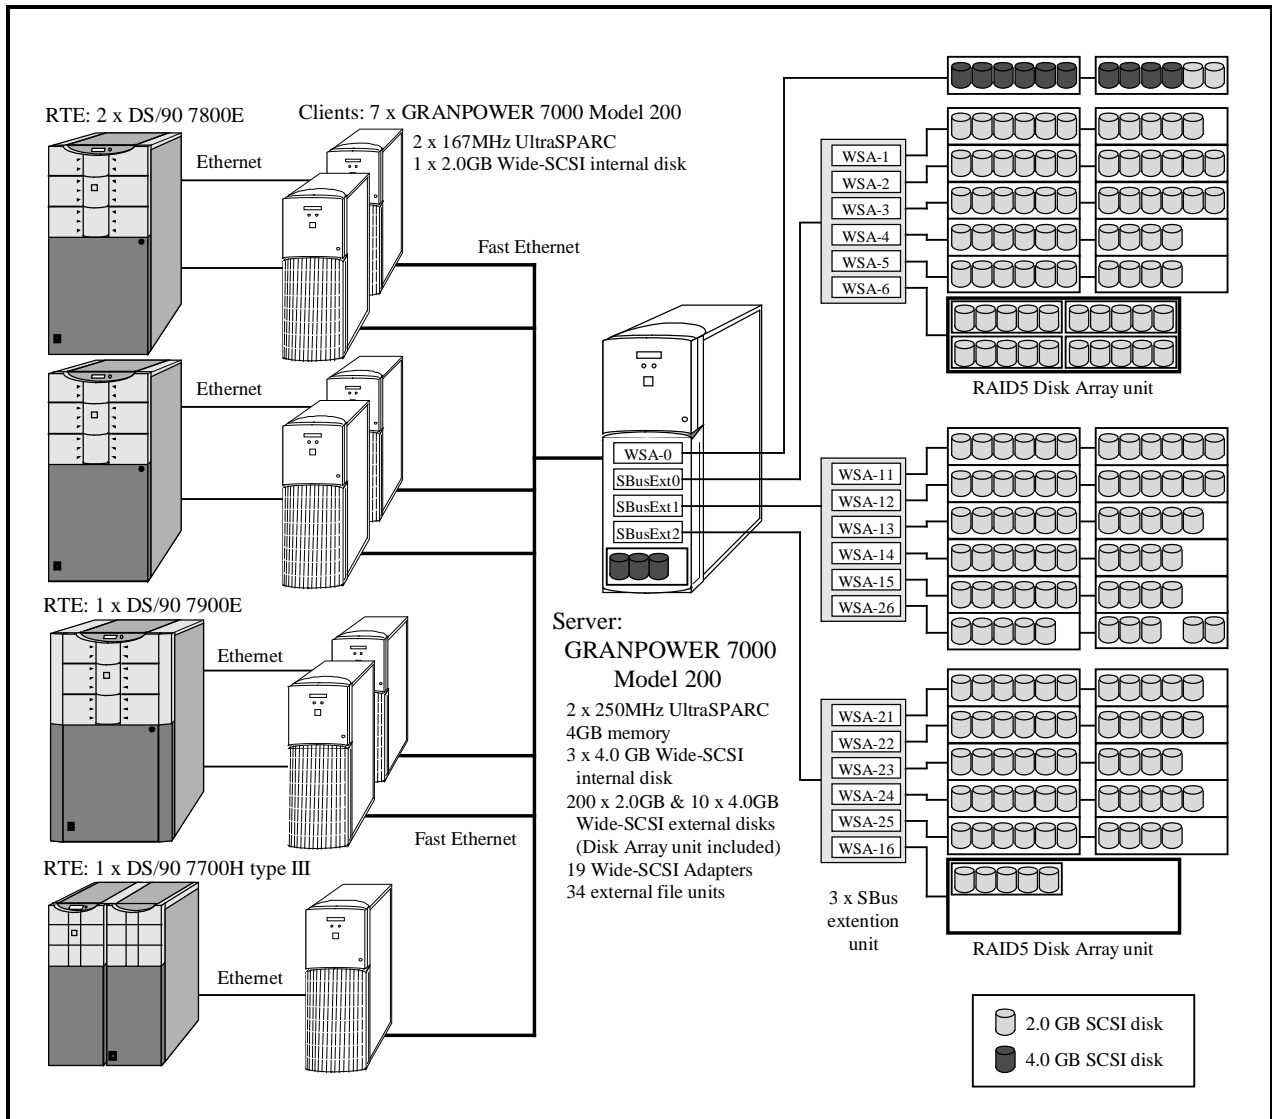 RTE: 2 x DS/90 7800E
Clients: 7 x GRANPOWER 7000 Model 200
2 x 167MHz UltraSPARC
1 x 2.0GB Wide-SCSI internal disk
Ethernet
Fast Ethernet
Ethernet
RTE: 1 x DS/90 7900E
Ethernet
Fast Ethernet
RTE: 1 x DS/90 7700H type III
Ethernet
WSA-0
SBusExt0
SBusExt1
SBusExt2
Server:
GRANPOWER 7000
Model 200
2 x 250MHz UltraSPARC
4GB memory
3 x 4.0 GB Wide-SCSI
internal disk
200 x 2.0GB & 10 x 4.0GB
Wide-SCSI external disks
(Disk Array unit included)
19 Wide-SCSI Adapters
34 external file units
WSA-1
WSA-2
WSA-3
WSA-4
WSA-5
WSA-6
RAID5 Disk Array unit
WSA-11
WSA-12
WSA-13
WSA-14
WSA-15
WSA-26
WSA-21
WSA-22
WSA-23
WSA-24
WSA-25
WSA-16
3 x SBus
extention
unit
RAID5 Disk Array unit
2.0 GB SCSI disk
4.0 GB SCSI disk